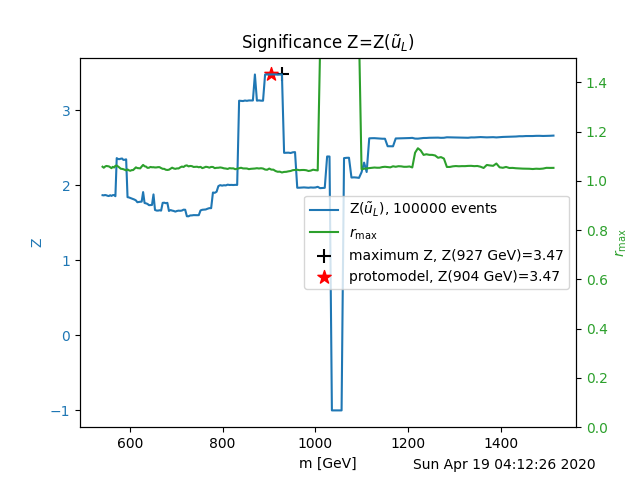 Significance Z=Z(ũ_L)
3
2
1
0
−1
Z
1.4
1.2
1.0
0.8
0.6
0.4
0.2
0.0
r_max
Z(ũ_L), 100000 events
r_max
maximum Z, Z(927 GeV)=3.47
protomodel, Z(904 GeV)=3.47
600 800 1000 1200 1400
m [GeV]
Sun Apr 19 04:12:26 2020